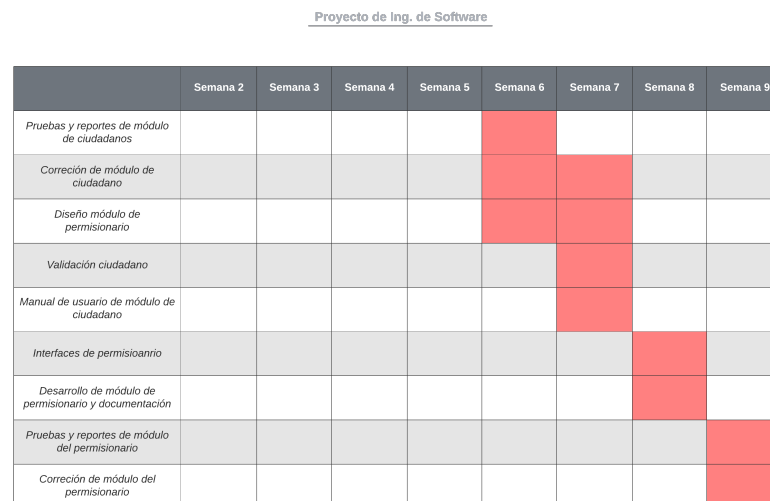 Proyecto de Ing. de Software
Semana 2 Semana 3 Semana 4 Semana 5 Semana 6 Semana 7 Semana 8 Semana 9
Pruebas y reportes de módulo
de ciudadanos
Correción de módulo de
ciudadano
Diseño módulo de
permisionario
Validación ciudadano
Manual de usuario de módulo de
ciudadano
Interfaces de permisioanrio
Desarrollo de módulo de
permisionario y documentación
Pruebas y reportes de módulo
del permisionario
Correción de módulo del
permisionario